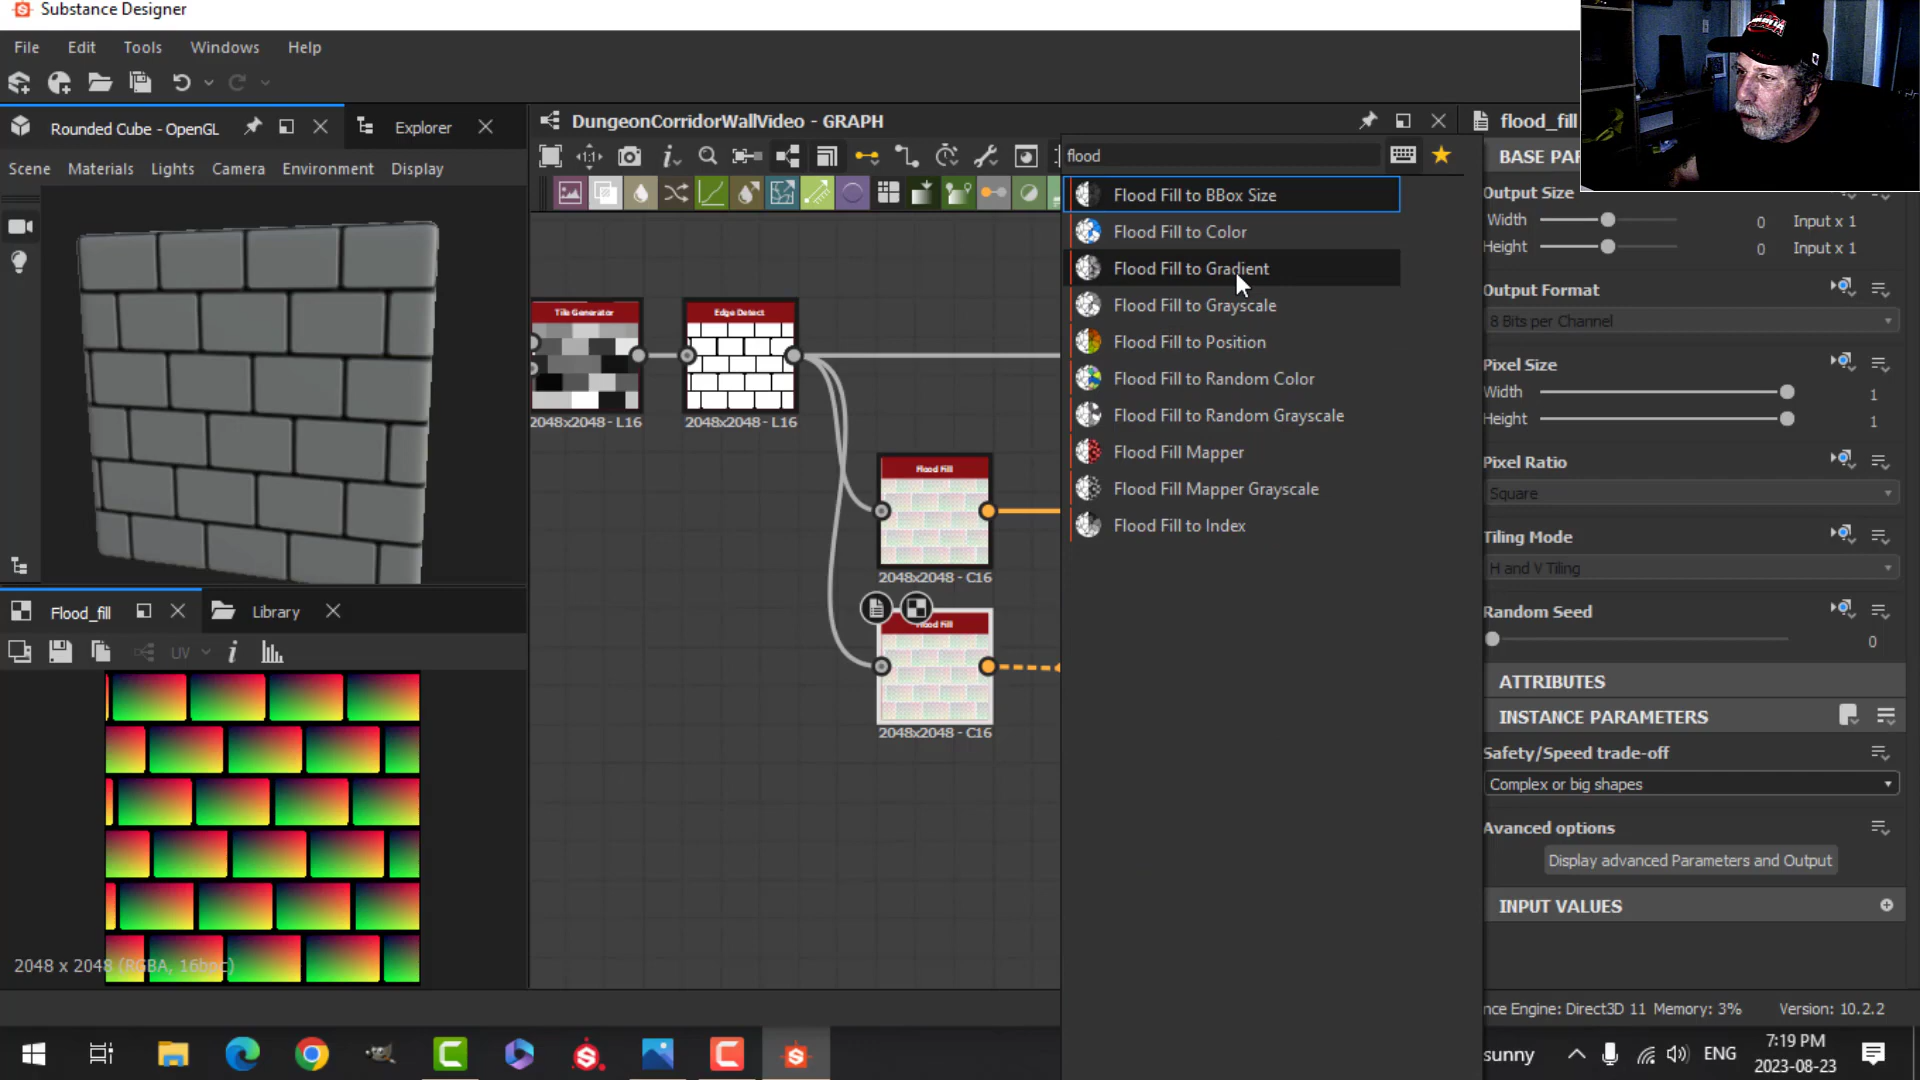 Substance Designer
File Edit Tools Windows Help
Rounded Cube - OpenGL Explorer
Scene Materials Lights Camera Environment Display
DungeonCorridorWallVideo - GRAPH
flood
Flood Fill to BBox Size
Flood Fill to Color
Flood Fill to Gradient
Flood Fill to Grayscale
Flood Fill to Position
Flood Fill to Random Color
Flood Fill to Random Grayscale
Flood Fill Mapper
Flood Fill Mapper Grayscale
Flood Fill to Index
Tile Generator
2048x2048 - L16
Edge Detect
2048x2048 - L16
Flood Fill
2048x2048 - C16
Flood Fill
2048x2048 - C16
Flood_fill Library
UV
2048 x 2048 (RGBA, 16bpc)
flood_fill
BASE PAR
Output Size
Width 0 Input x 1
Height 0 Input x 1
Output Format
8 Bits per Channel
Pixel Size
Width 1
Height 1
Pixel Ratio
Square
Tiling Mode
H and V Tiling
Random Seed
0
ATTRIBUTES
INSTANCE PARAMETERS
Safety/Speed trade-off
Complex or big shapes
Avanced options
Display advanced Parameters and Output
INPUT VALUES
nce Engine: Direct3D 11 Memory: 3% Version: 10.2.2
sunny ENG 7:19 PM
2023-08-23